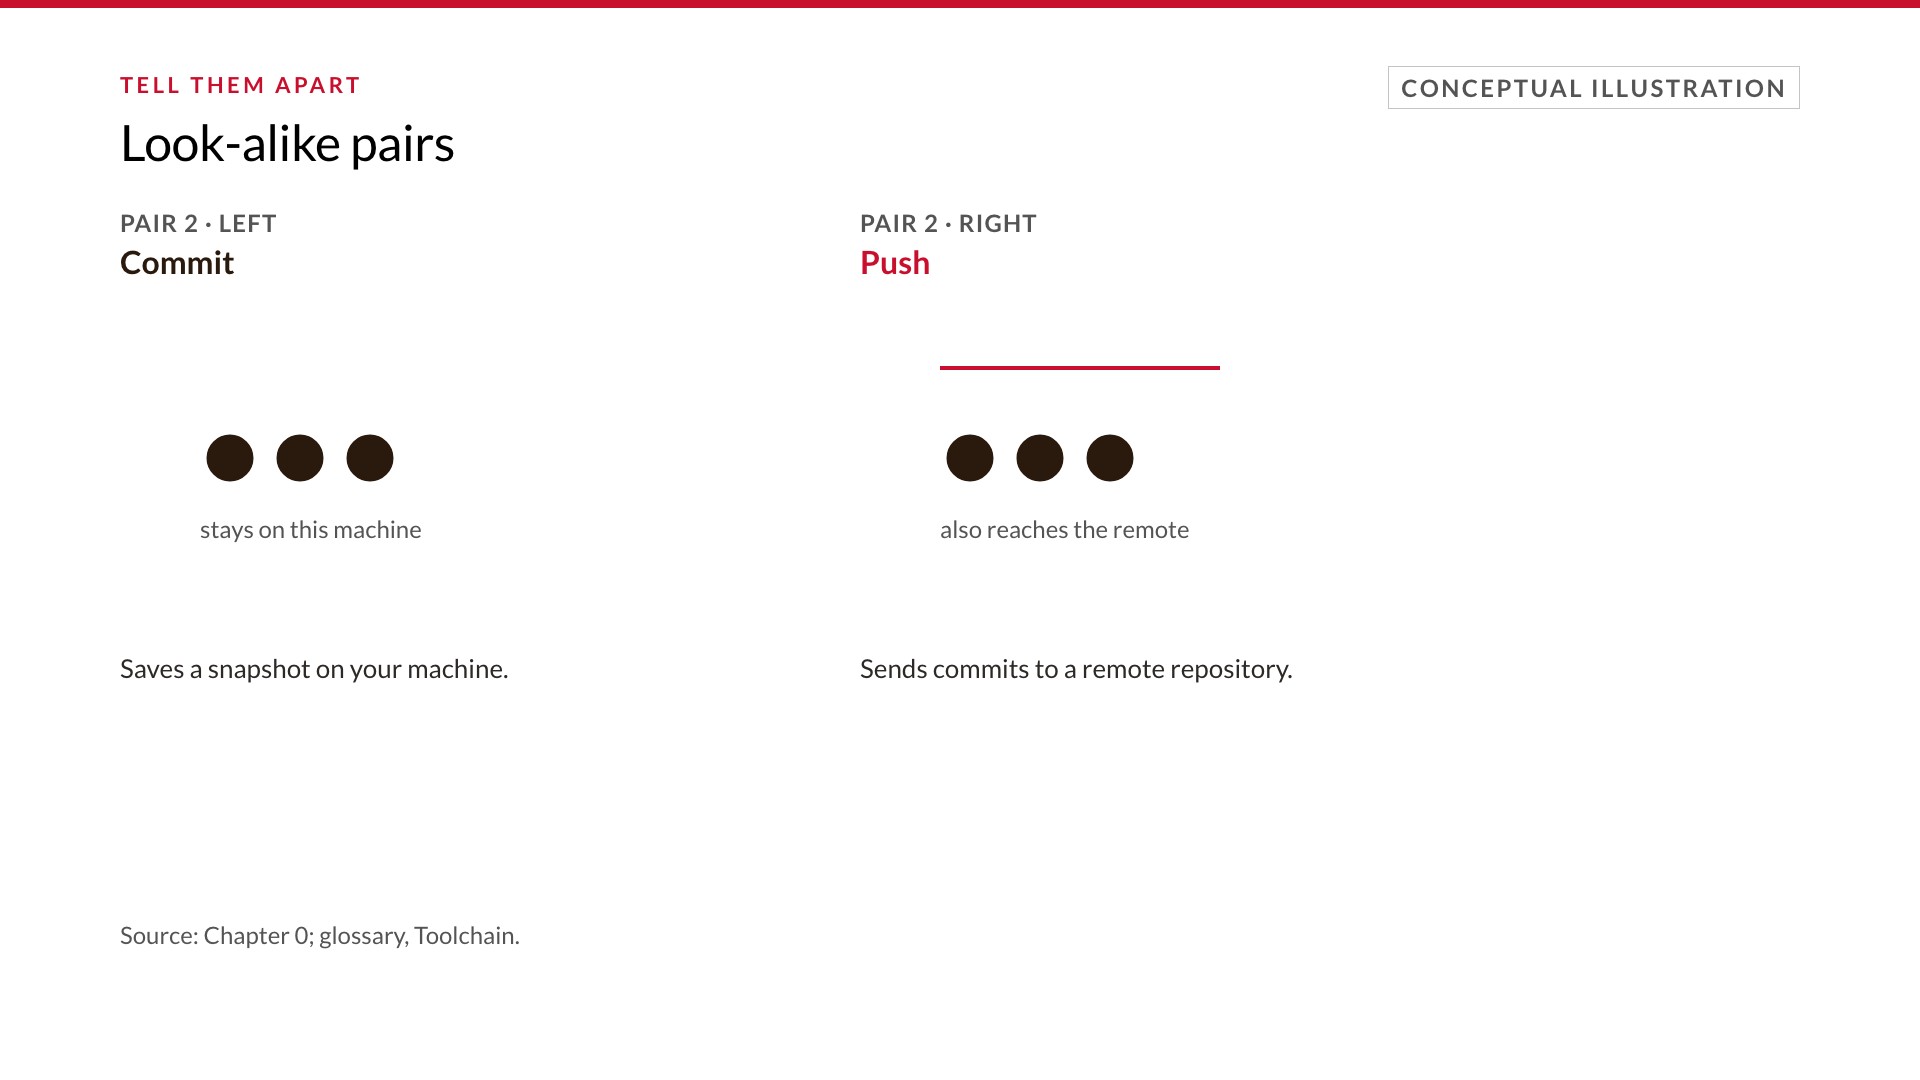 TELL THEM APART
CONCEPTUAL ILLUSTRATION
Look-alike pairs
PAIR 2 · LEFT
Commit
stays on this machine
Saves a snapshot on your machine.
PAIR 2 · RIGHT
Push
also reaches the remote
Sends commits to a remote repository.
Source: Chapter 0; glossary, Toolchain.